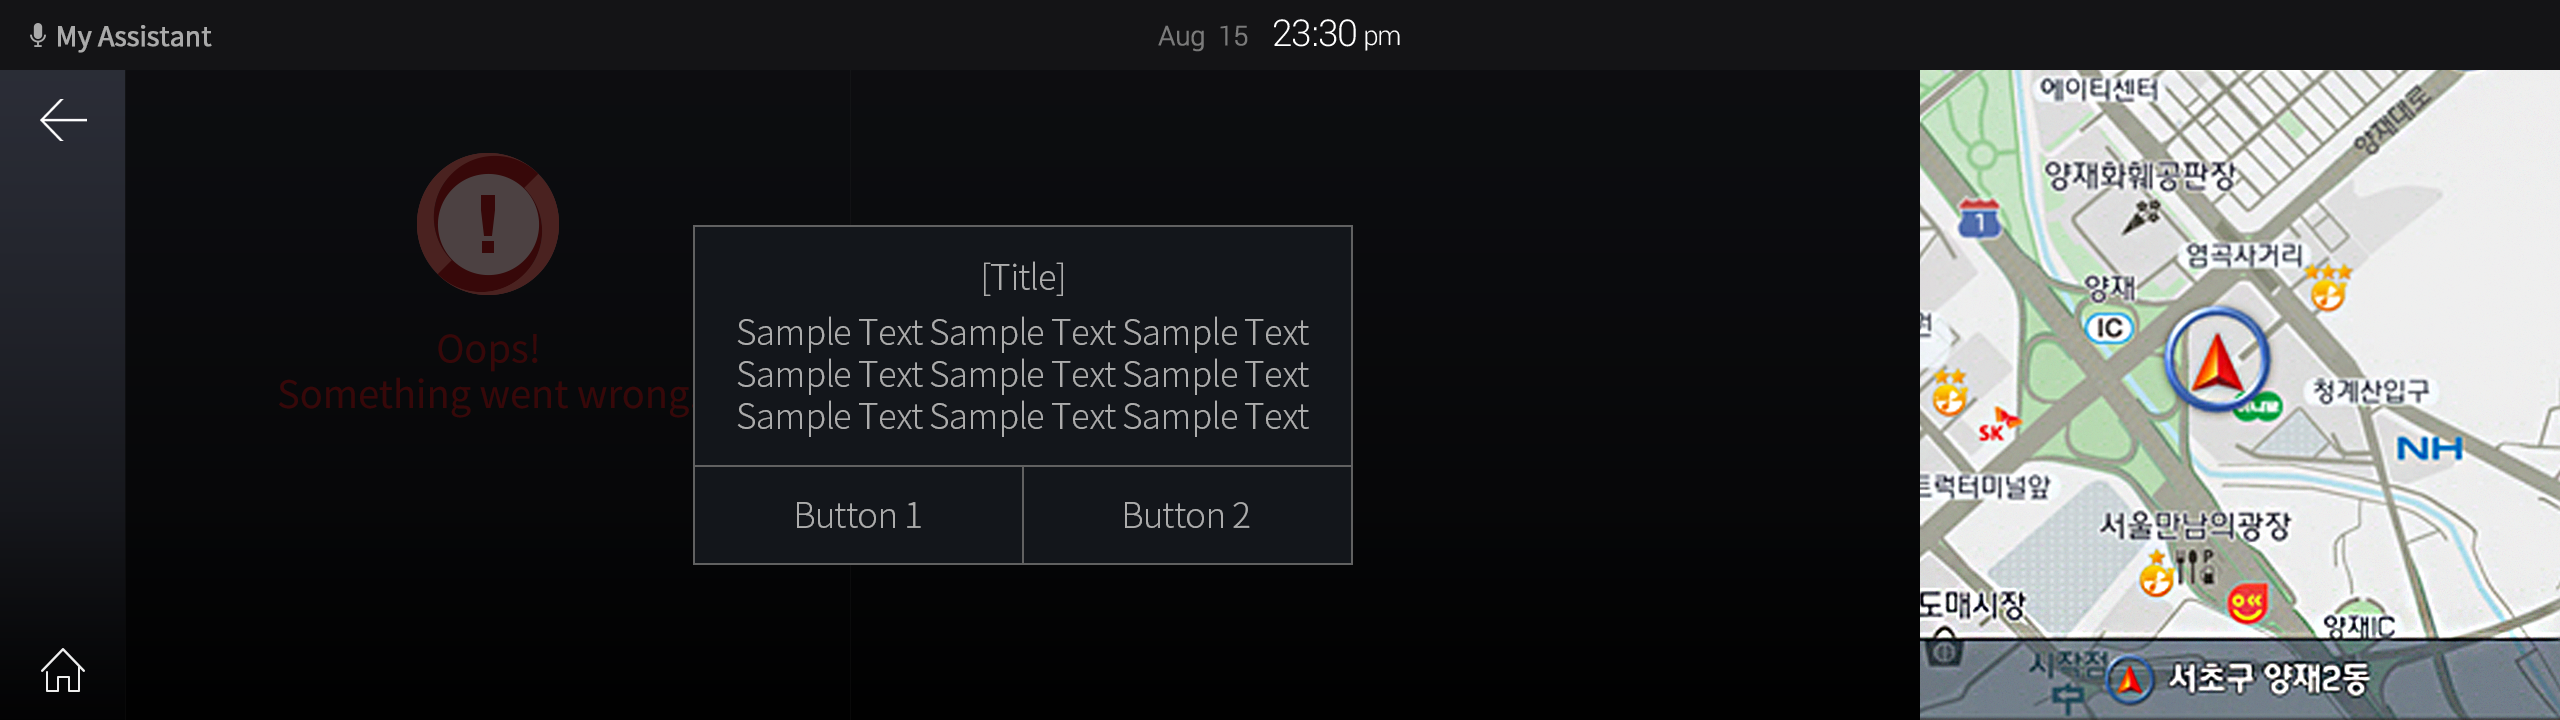 My Assistant
Aug 15 23:30 pm
Oops!
Something went wrong
[Title]
Sample Text Sample Text Sample Text
Sample Text Sample Text Sample Text
Sample Text Sample Text Sample Text
Button 1
Button 2
에이티센터
양재대로
양재화훼공판장
1
염곡사거리
양재
IC
청계산입구
SK
NH
트럭터미널앞
서울만남의광장
P
도매시장
양재IC
시작점
서초구 양재2동